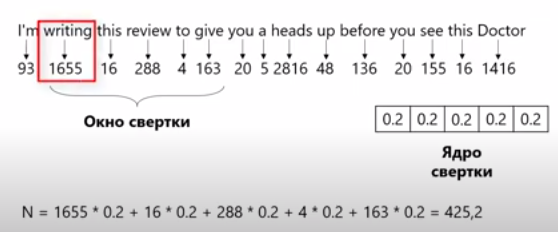 I'm writing this review to give you a heads up before you see this Doctor
93 1655 16 288 4 163 20 5 2816 48 136 20 155 16 1416
Окно свертки
0.2 0.2 0.2 0.2 0.2
Ядро
свертки
N = 1655 * 0.2 + 16 * 0.2 + 288 * 0.2 + 4 * 0.2 + 163 * 0.2 = 425,2